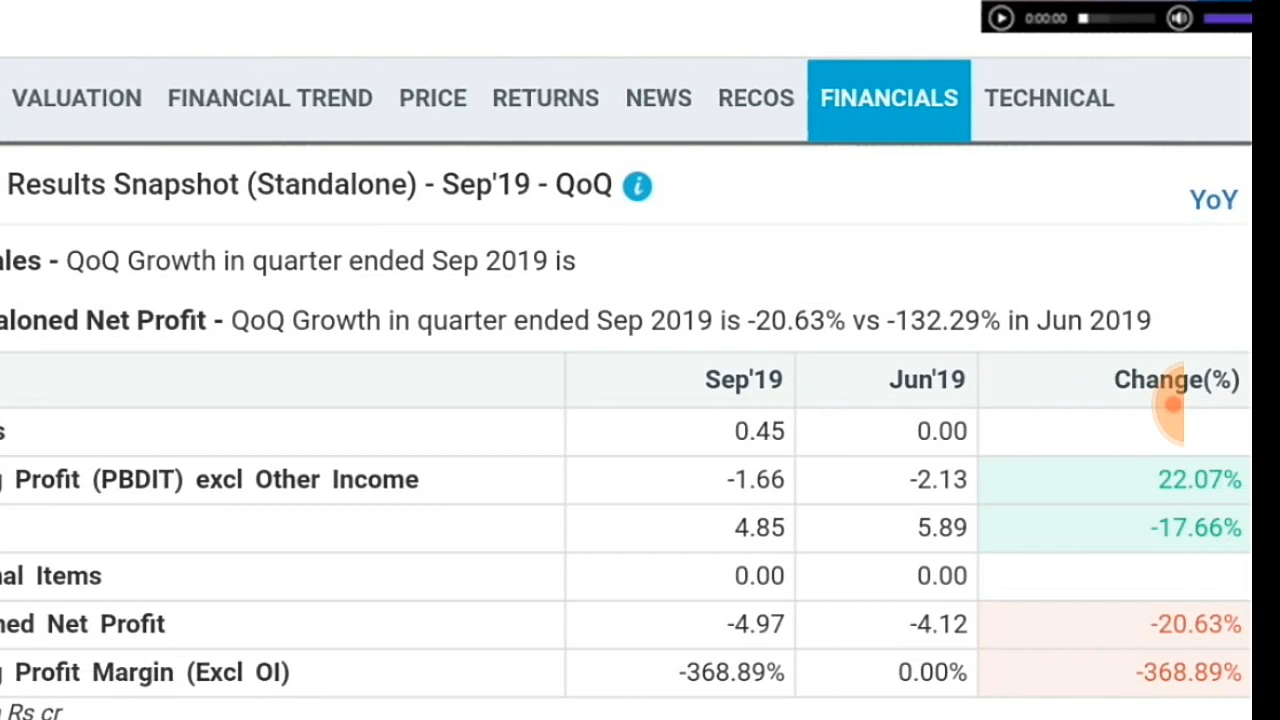 0:00:00
VALUATION FINANCIAL TREND PRICE RETURNS NEWS RECOS FINANCIALS TECHNICAL
Results Snapshot (Standalone) - Sep'19 - QoQ i
YoY
ales - QoQ Growth in quarter ended Sep 2019 is
aloned Net Profit - QoQ Growth in quarter ended Sep 2019 is -20.63% vs -132.29% in Jun 2019
Sep'19 Jun'19 Change(%)
s 0.45 0.00
g Profit (PBDIT) excl Other Income -1.66 -2.13 22.07%
4.85 5.89 -17.66%
nal Items 0.00 0.00
ned Net Profit -4.97 -4.12 -20.63%
g Profit Margin (Excl OI) -368.89% 0.00% -368.89%
n Rs cr